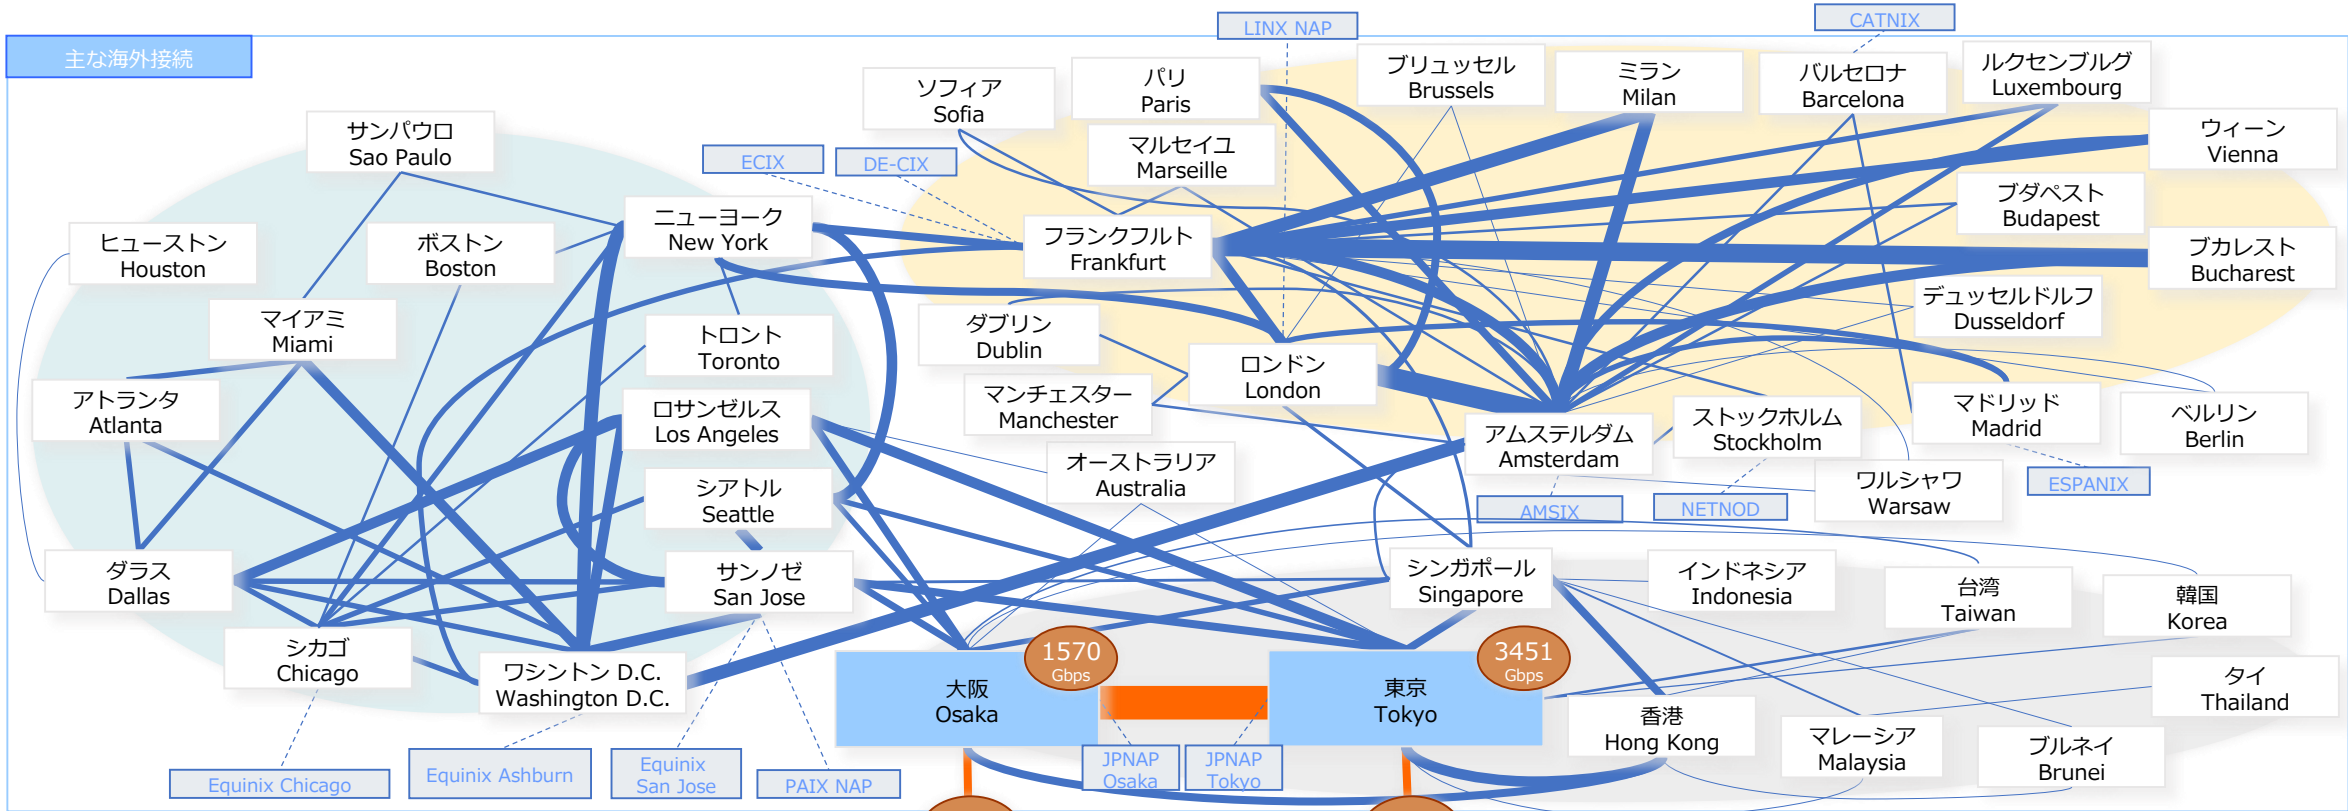 LINX NAP
CATNIX
主な海外接続
ソフィア
Sofia
パリ
Paris
ブリュッセル
Brussels
ミラン
Milan
バルセロナ
Barcelona
ルクセンブルグ
Luxembourg
サンパウロ
Sao Paulo
ECIX
DE-CIX
マルセイユ
Marseille
ウィーン
Vienna
ヒューストン
Houston
ボストン
Boston
ニューヨーク
New York
フランクフルト
Frankfurt
ブダペスト
Budapest
ブカレスト
Bucharest
マイアミ
Miami
トロント
Toronto
ダブリン
Dublin
ロンドン
London
デュッセルドルフ
Dusseldorf
アトランタ
Atlanta
ロサンゼルス
Los Angeles
マンチェスター
Manchester
アムステルダム
Amsterdam
ストックホルム
Stockholm
マドリッド
Madrid
ベルリン
Berlin
シアトル
Seattle
オーストラリア
Australia
AMSIX
NETNOD
ワルシャワ
Warsaw
ESPANIX
ダラス
Dallas
サンノゼ
San Jose
シンガポール
Singapore
インドネシア
Indonesia
台湾
Taiwan
韓国
Korea
シカゴ
Chicago
ワシントン D.C.
Washington D.C.
大阪
Osaka
1570
Gbps
東京
Tokyo
3451
Gbps
香港
Hong Kong
マレーシア
Malaysia
ブルネイ
Brunei
タイ
Thailand
Equinix Chicago
Equinix Ashburn
Equinix
San Jose
PAIX NAP
JPNAP
Osaka
JPNAP
Tokyo